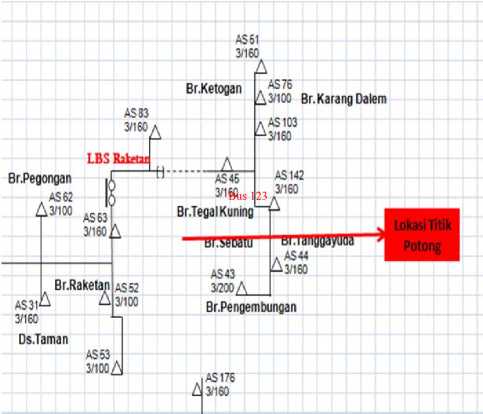 AS 51
3/160
Br.Ketogan
AS 76
3/100
Br. Karang Dalem
AS 83
3/160
AS 103
3/160
LBS Raketan
Br.Pegongan
AS 62
3/100
AS 45
3/160
Bus 123
AS 142
3/160
AS 63
3/160
Br.Tegal Kuning
Lokasi Titik
Potong
Br.Sebatu
Br.Tanggayuda
AS 44
3/160
Br.Raketan
AS 52
3/100
AS 43
3/200
AS 31
3/160
Br.Pengembungan
Ds.Taman
AS 53
3/100
AS 176
3/160